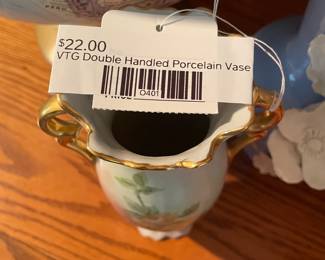 $22.00
VTG Double Handled Porcelain Vase
O401